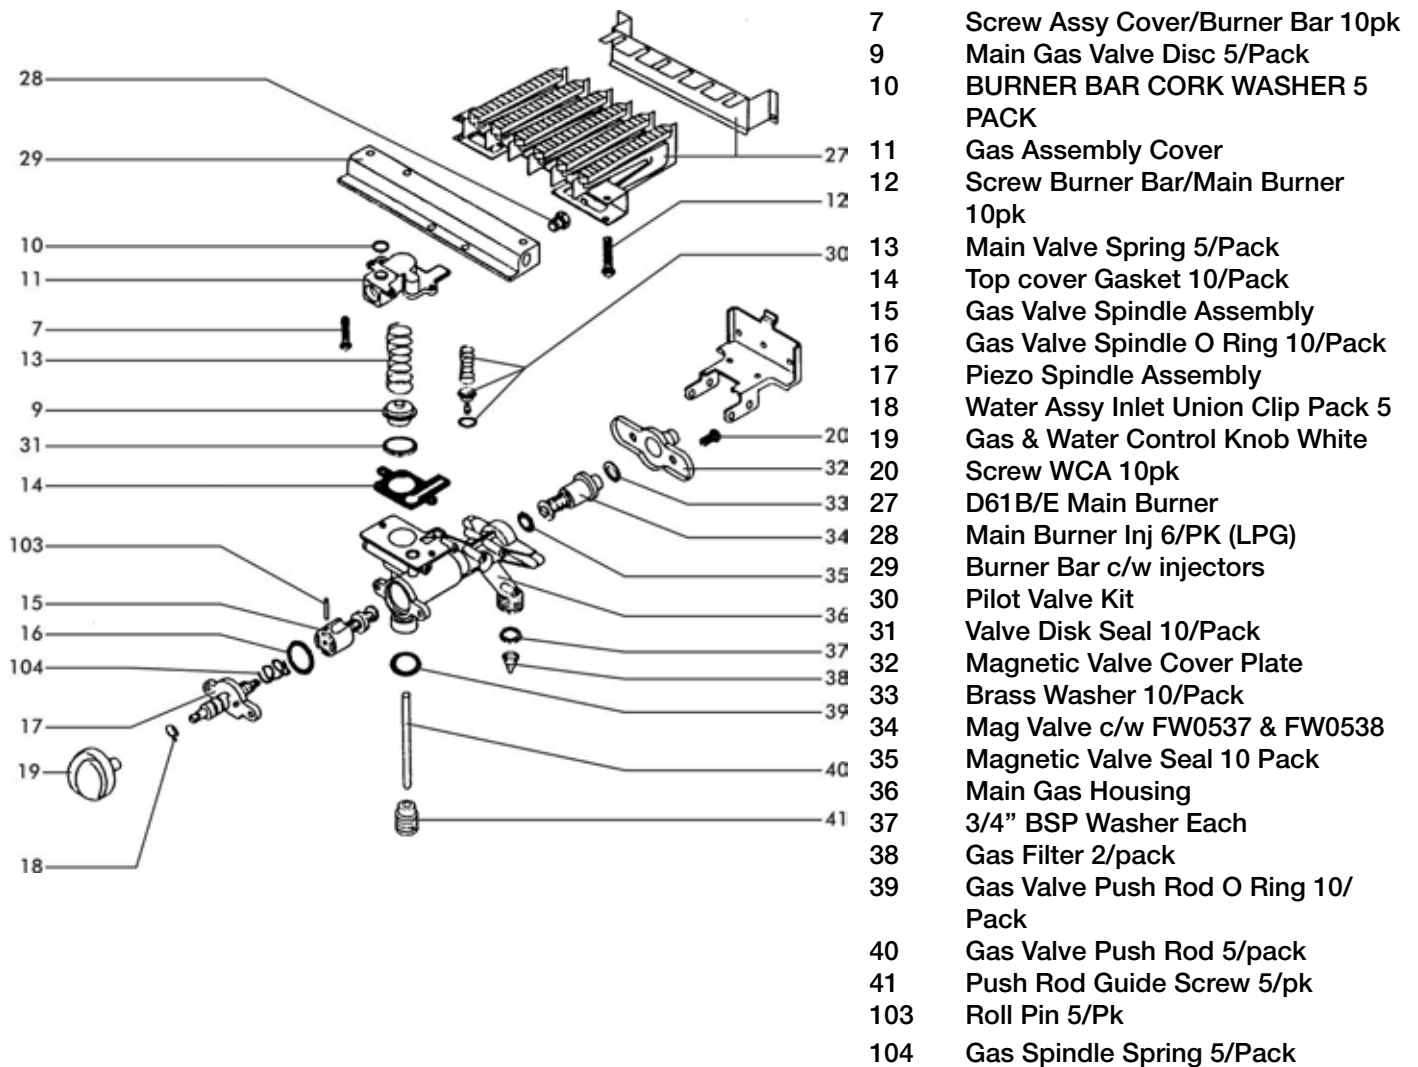 28
29
10
11
7
13
9
31
14
103
15
16
104
17
19
18
27
12
30
20
32
33
34
35
36
37
38
39
40
41
7 Screw Assy Cover/Burner Bar 10pk
9 Main Gas Valve Disc 5/Pack
10 BURNER BAR CORK WASHER 5
PACK
11 Gas Assembly Cover
12 Screw Burner Bar/Main Burner
10pk
13 Main Valve Spring 5/Pack
14 Top cover Gasket 10/Pack
15 Gas Valve Spindle Assembly
16 Gas Valve Spindle O Ring 10/Pack
17 Piezo Spindle Assembly
18 Water Assy Inlet Union Clip Pack 5
19 Gas & Water Control Knob White
20 Screw WCA 10pk
27 D61B/E Main Burner
28 Main Burner Inj 6/PK (LPG)
29 Burner Bar c/w injectors
30 Pilot Valve Kit
31 Valve Disk Seal 10/Pack
32 Magnetic Valve Cover Plate
33 Brass Washer 10/Pack
34 Mag Valve c/w FW0537 & FW0538
35 Magnetic Valve Seal 10 Pack
36 Main Gas Housing
37 3/4” BSP Washer Each
38 Gas Filter 2/pack
39 Gas Valve Push Rod O Ring 10/
Pack
40 Gas Valve Push Rod 5/pack
41 Push Rod Guide Screw 5/pk
103 Roll Pin 5/Pk
104 Gas Spindle Spring 5/Pack